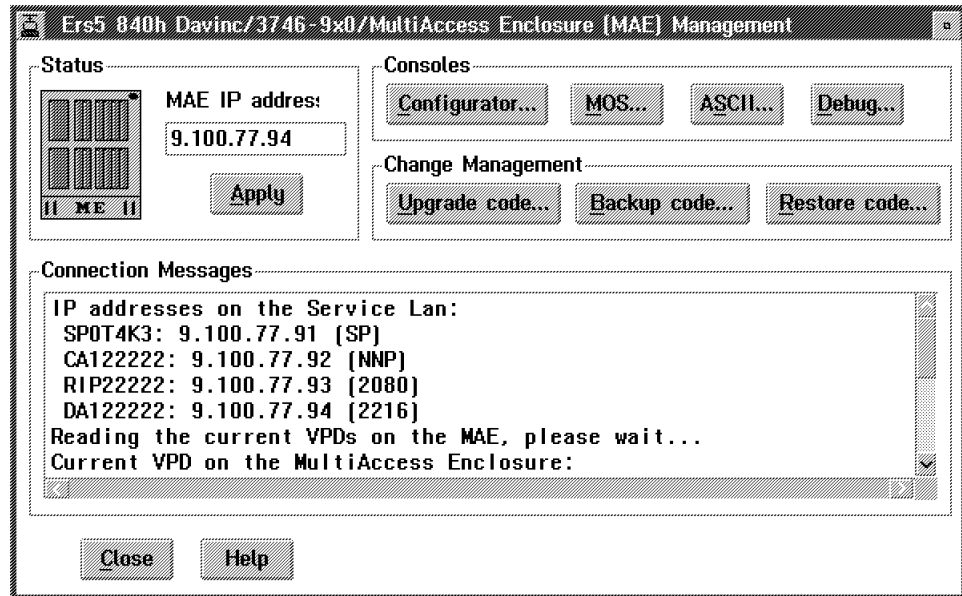 Ers5 840h Davinc/3746-9x0/MultiAccess Enclosure (MAE) Management
Status
MAE IP address
9.100.77.94
Apply
ME
Consoles
Configurator... MOS... ASCII... Debug...
Change Management
Upgrade code... Backup code... Restore code...
Connection Messages
IP addresses on the Service Lan:
SP0T4K3: 9.100.77.91 (SP)
CA122222: 9.100.77.92 (NNP)
RIP22222: 9.100.77.93 (2080)
DA122222: 9.100.77.94 (2216)
Reading the current VPDs on the MAE, please wait...
Current VPD on the MultiAccess Enclosure:
Close Help